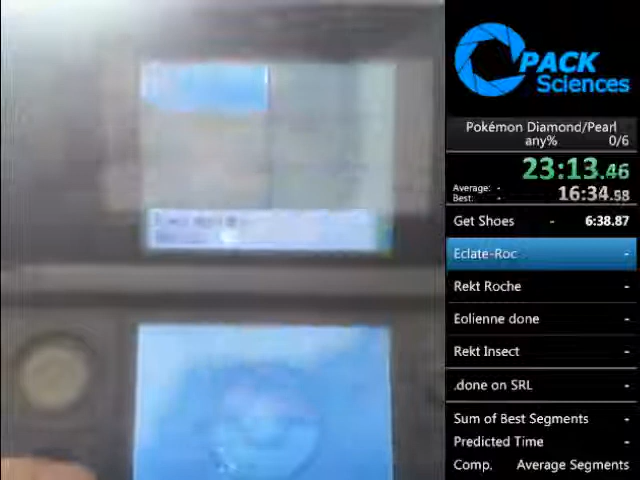 PACK
Sciences
Pokémon Diamond/Pearl
any% 0/6
23:13.46
Average: -
Best: - 16:34.58
Get Shoes - 6:38.87
Eclate-Roc -
Rekt Roche -
Eolienne done -
Rekt Insect -
.done on SRL -
Sum of Best Segments -
Predicted Time -
Comp. Average Segments